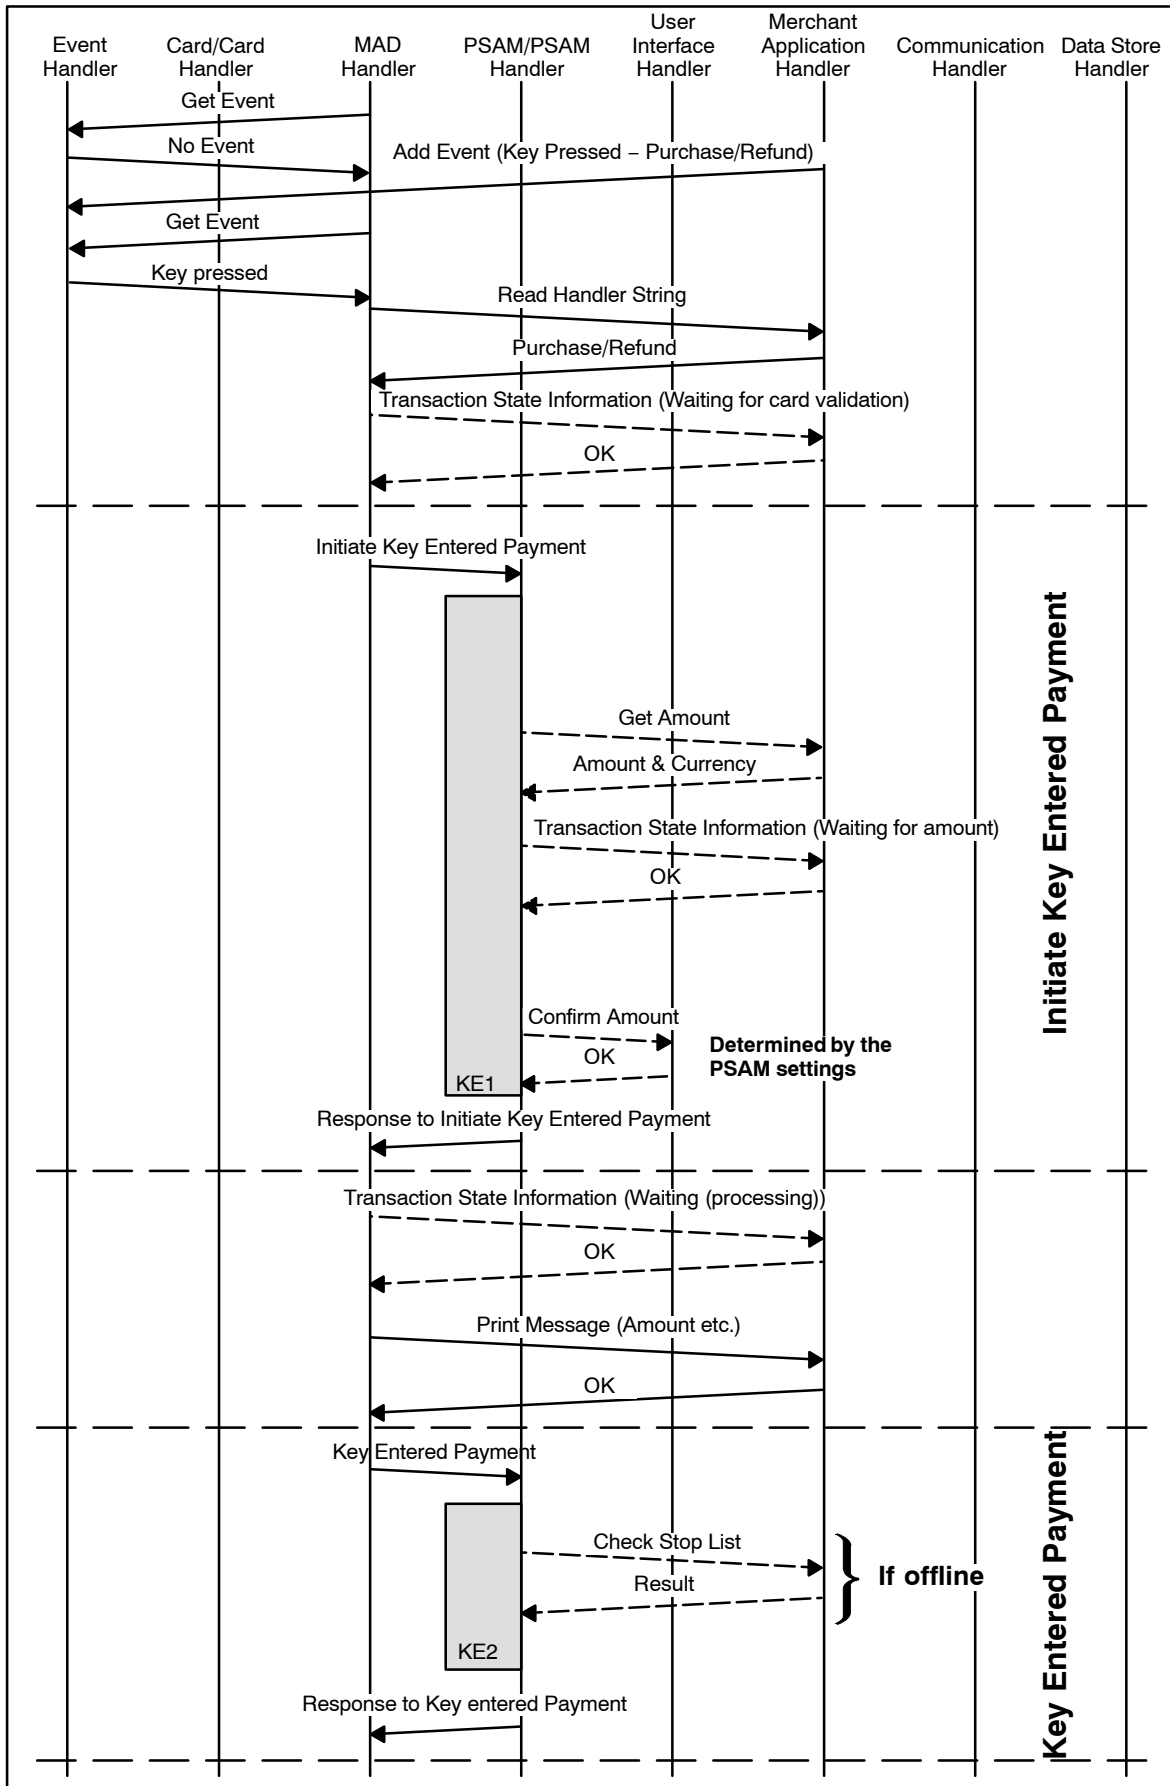 Event
Handler
Card/Card
Handler
MAD
Handler
PSAM/PSAM
Handler
User
Interface
Handler
Merchant
Application
Handler
Communication
Handler
Data Store
Handler
Get Event
No Event
Add Event (Key Pressed – Purchase/Refund)
Get Event
Key pressed
Read Handler String
Purchase/Refund
Transaction State Information (Waiting for card validation)
OK
Initiate Key Entered Payment
Get Amount
Amount & Currency
Transaction State Information (Waiting for amount)
OK
Confirm Amount
OK
Determined by the
PSAM settings
KE1
Response to Initiate Key Entered Payment
Initiate Key Entered Payment
Transaction State Information (Waiting (processing))
OK
Print Message (Amount etc.)
OK
Key Entered Payment
Check Stop List
Result
If offline
KE2
Response to Key entered Payment
Key Entered Payment